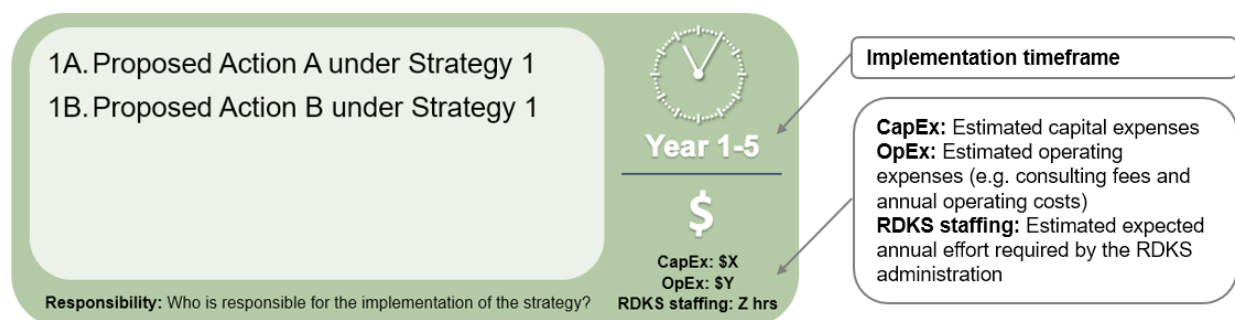 1A. Proposed Action A under Strategy 1
1B. Proposed Action B under Strategy 1
Responsibility: Who is responsible for the implementation of the strategy?
Year 1-5
$
CapEx: $X
OpEx: $Y
RDKS staffing: Z hrs
Implementation timeframe
CapEx: Estimated capital expenses
OpEx: Estimated operating
expenses (e.g. consulting fees and
annual operating costs)
RDKS staffing: Estimated expected
annual effort required by the RDKS
administration